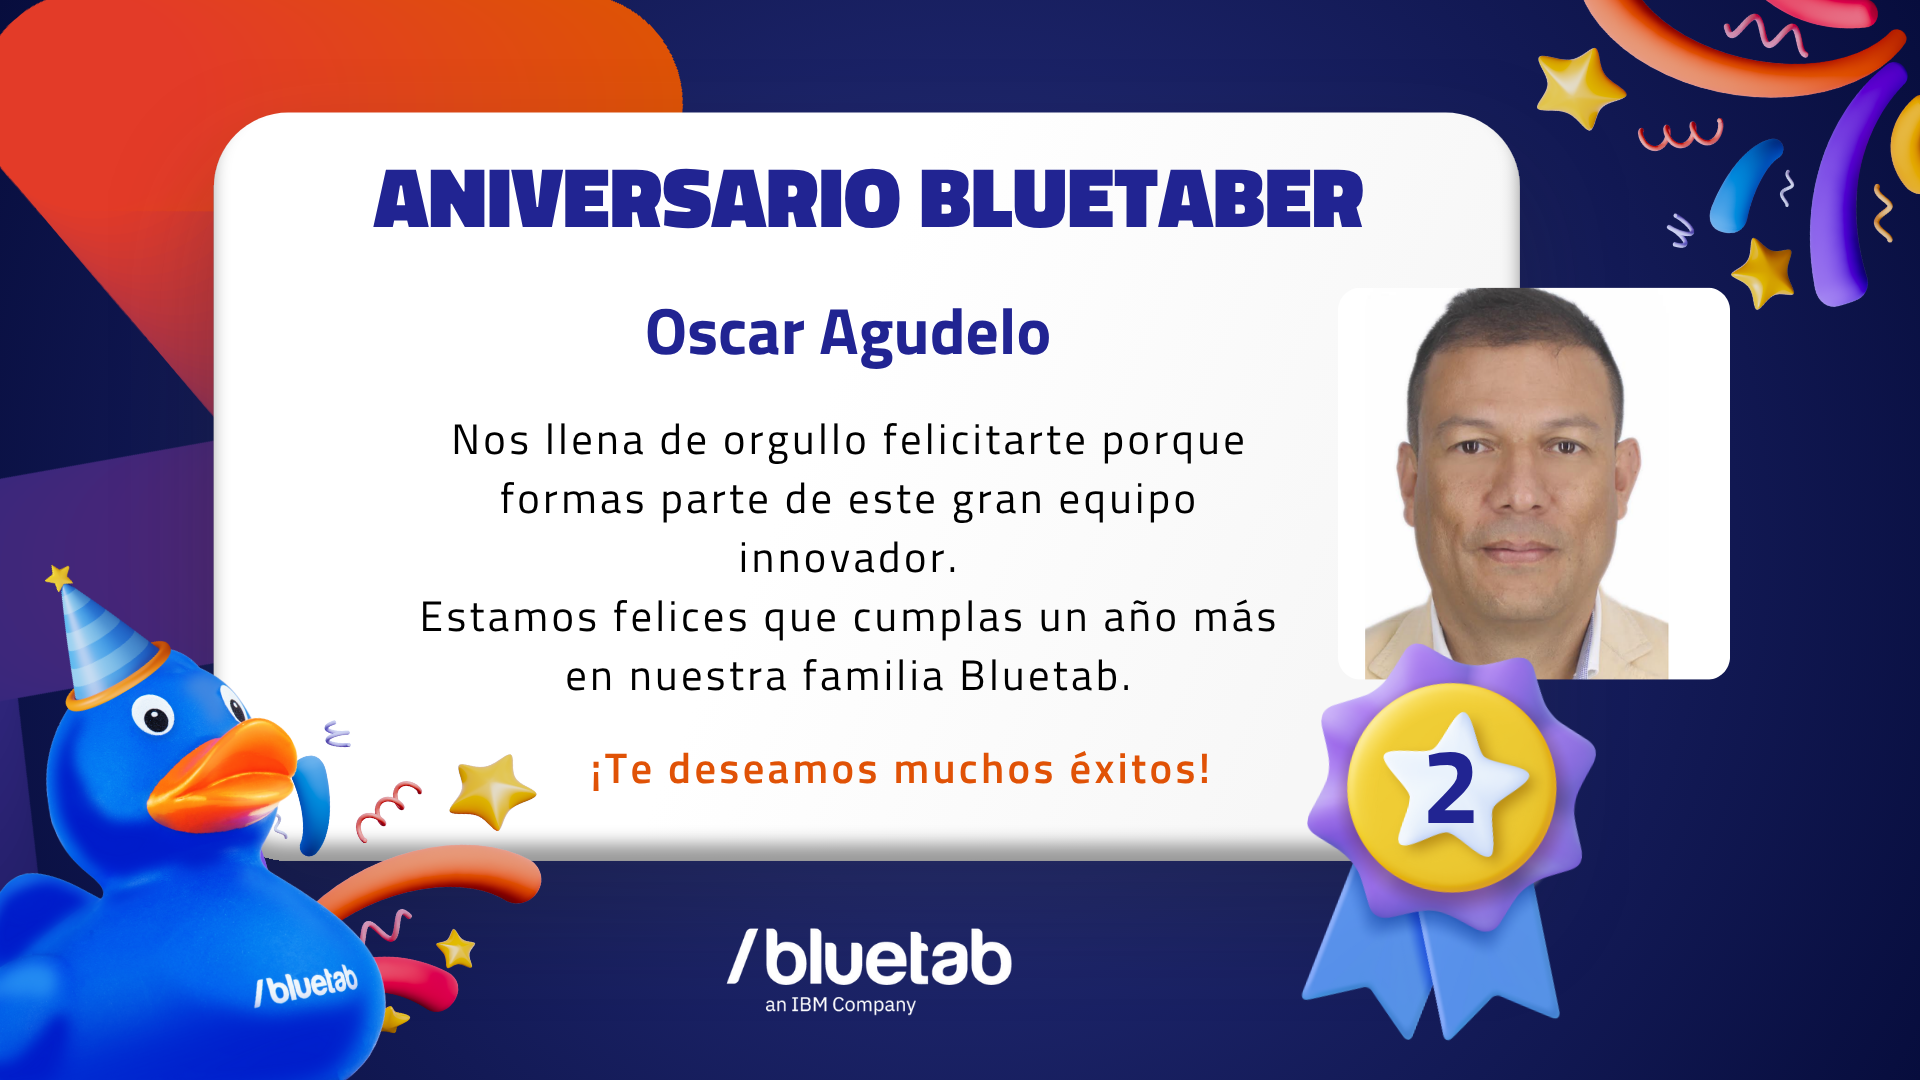 ANIVERSARIO BLUETABER
Oscar Agudelo
Nos llena de orgullo felicitarte porque
formas parte de este gran equipo
innovador.
Estamos felices que cumplas un año más
en nuestra familia Bluetab.
¡Te deseamos muchos éxitos!
2
/bluetab
/bluetab
an IBM Company